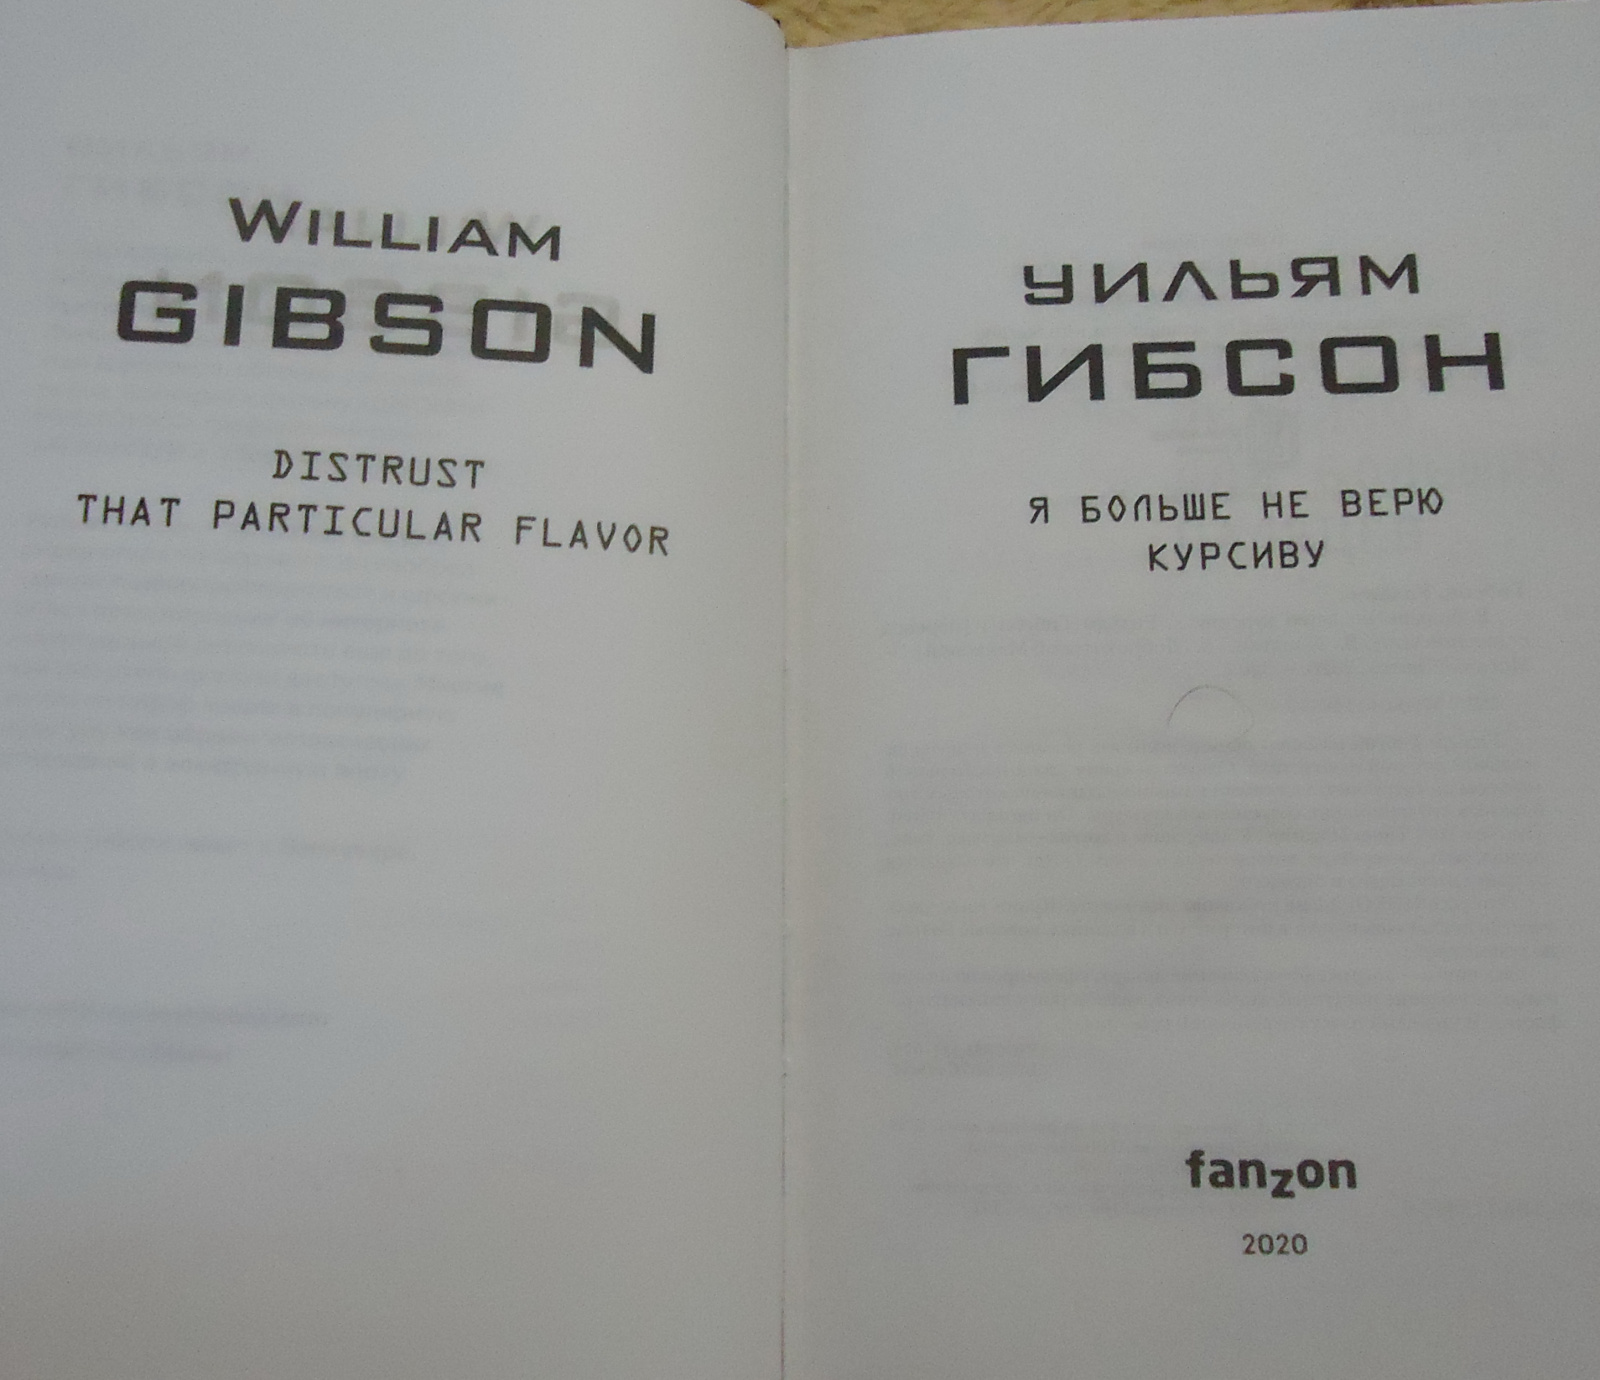 WILLIAM
GIBSON
DISTRUST
THAT PARTICULAR FLAVOR
УИЛЬЯМ
ГИБСОН
Я БОЛЬШЕ НЕ ВЕРЮ
КУРСИВУ
fanzon
2020